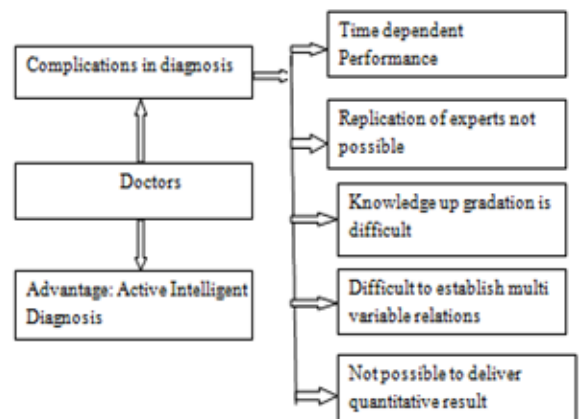 Complications in diagnosis
Doctors
Advantage: Active Intelligent
Diagnosis
Time dependent
Performance
Replication of experts not
possible
Knowledge up gradation is
difficult
Difficult to establish multi
variable relations
Not possible to deliver
quantitative result